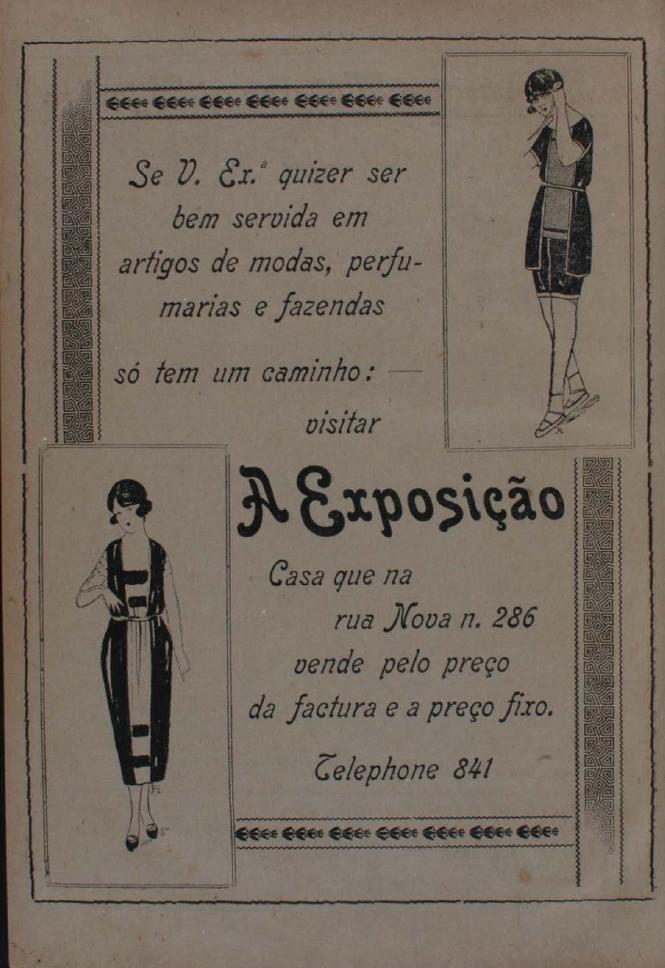 Se V. Ex.ª quizer ser
bem servida em
artigos de modas, perfu-
marias e fazendas
só tem um caminho: —
visitar
A Exposição
Casa que na
rua Nova n. 286
vende pelo preço
da factura e a preço fixo.
Telephone 841